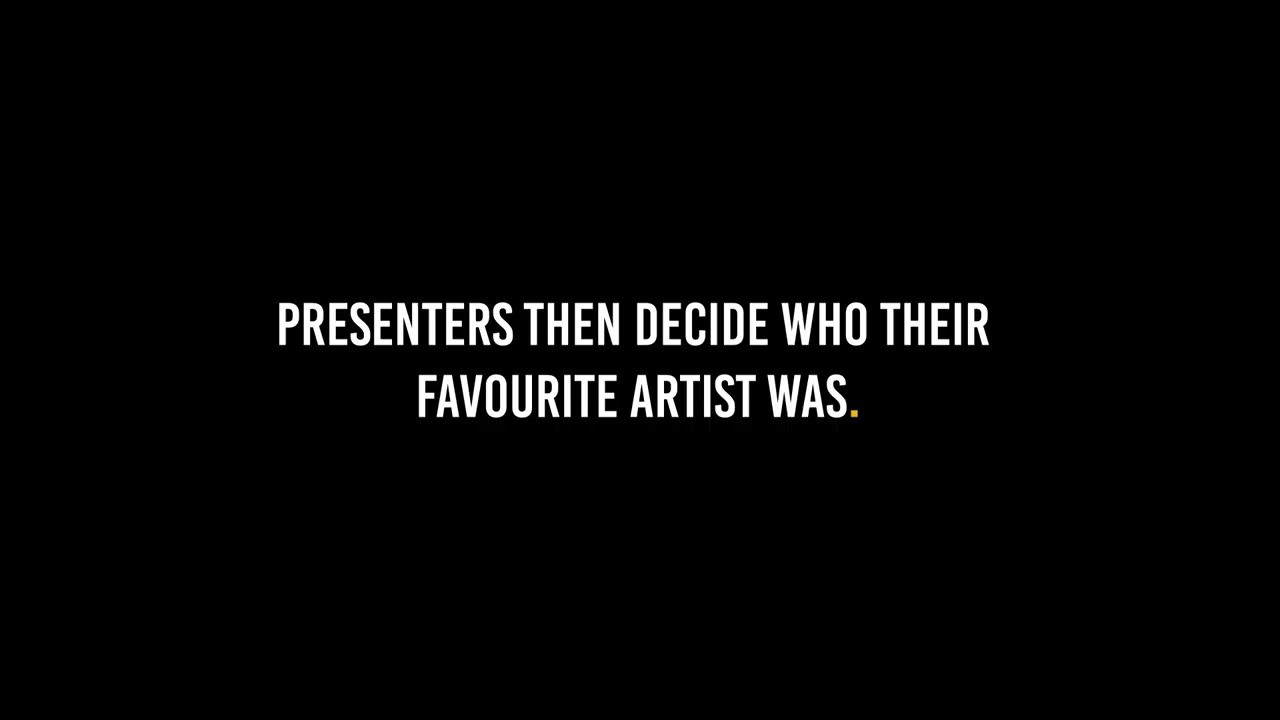 PRESENTERS THEN DECIDE WHO THEIR
FAVOURITE ARTIST WAS.